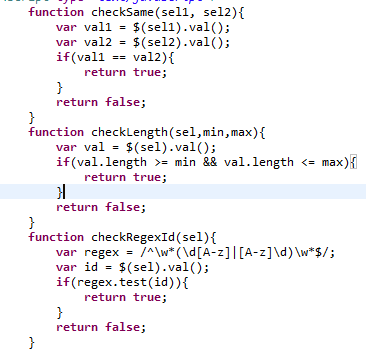 function checkSame(sel1, sel2){
var val1 = $(sel1).val();
var val2 = $(sel2).val();
if(val1 == val2){
return true;
}
return false;
}
function checkLength(sel,min,max){
var val = $(sel).val();
if(val.length >= min && val.length <= max){
return true;
}
return false;
}
function checkRegexId(sel){
var regex = /^\w*(\d[A-z]|[A-z]\d)\w*$/;
var id = $(sel).val();
if(regex.test(id)){
return true;
}
return false;
}